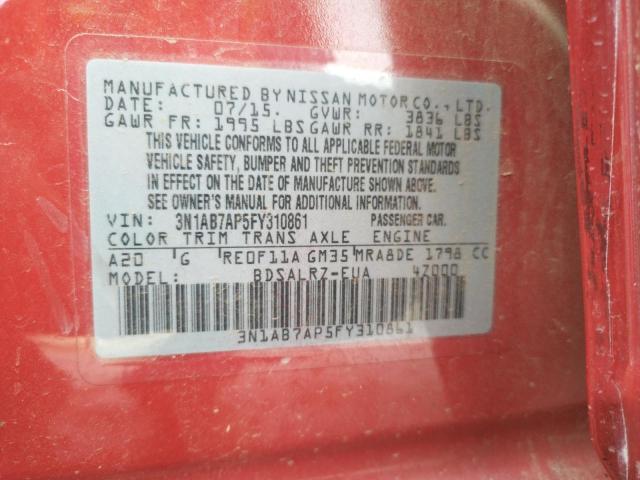 MANUFACTURED BY NISSAN MOTOR CO., LTD.
DATE: 07/15. GVWR: 3836 LBS
GAWR FR: 1995 LBS GAWR RR: 1841 LBS
THIS VEHICLE CONFORMS TO ALL APPLICABLE FEDERAL MOTOR
VEHICLE SAFETY, BUMPER AND THEFT PREVENTION STANDARDS
IN EFFECT ON THE DATE OF MANUFACTURE SHOWN ABOVE.
SEE OWNER'S MANUAL FOR ADDITIONAL INFORMATION.
VIN: 3N1AB7AP5FY310861 PASSENGER CAR.
COLOR TRIM TRANS AXLE ENGINE
A20 G RE0F11A GM35 MRA8DE 1798 CC
MODEL: BDSALRZ-EUA 4Z000
3N1AB7AP5FY310861